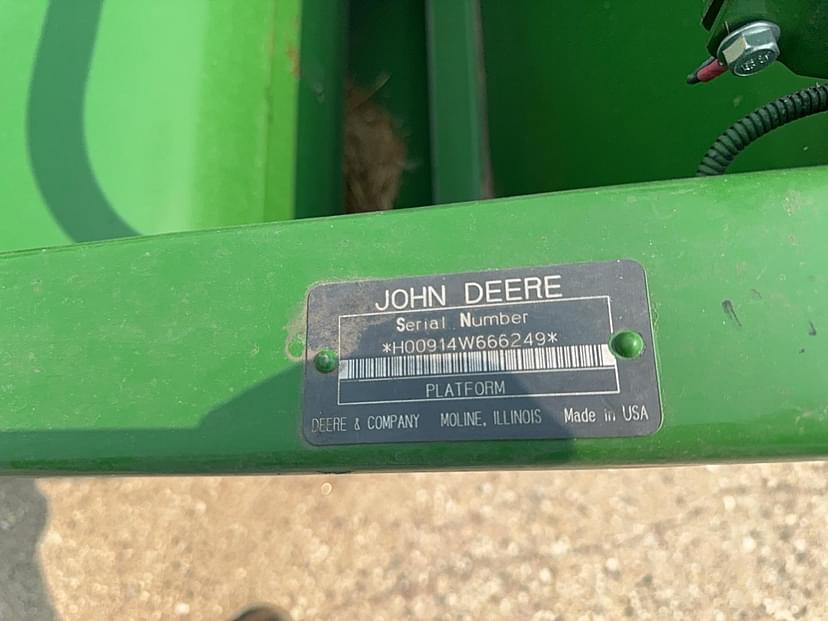 JOHN DEERE
Serial Number
*H00914W666249*
PLATFORM
DEERE & COMPANY MOLINE, ILLINOIS Made in USA